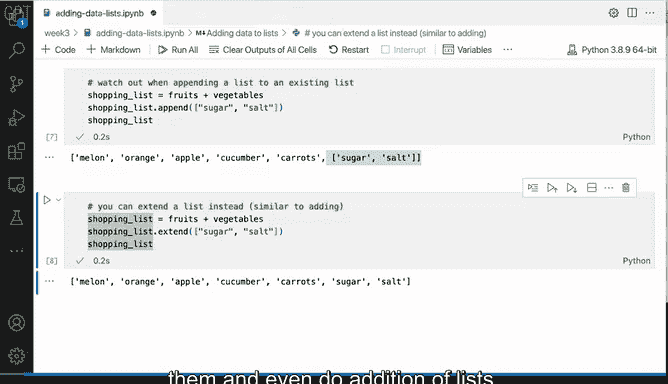 adding-data-lists.ipynb
week3 > adding-data-lists.ipynb > Adding data to lists > # you can extend a list instead (similar to adding)
+ Code + Markdown Run All Clear Outputs of All Cells Restart Interrupt Variables ... Python 3.8.9 64-bit
# watch out when appending a list to an existing list
shopping_list = fruits + vegetables
shopping_list.append(["sugar", "salt"])
shopping_list
[7] 0.2s Python
... ['melon', 'orange', 'apple', 'cucumber', 'carrots', ['sugar', 'salt']]
# you can extend a list instead (similar to adding)
shopping_list = fruits + vegetables
shopping_list.extend(["sugar", "salt"])
shopping_list
[8] 0.2s Python
... ['melon', 'orange', 'apple', 'cucumber', 'carrots', 'sugar', 'salt']
them and even do addition of lists